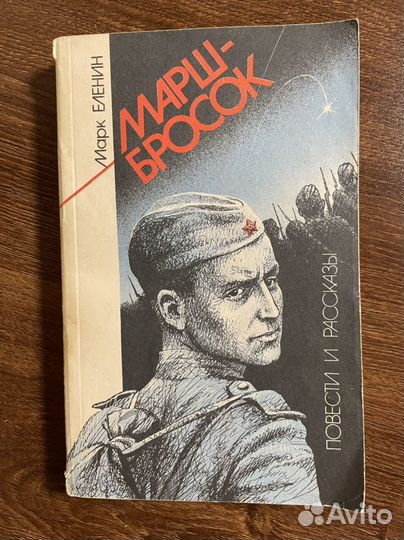 Марк Еленин
МАРШ-
БРОСОК
ПОВЕСТИ И РАССКАЗЫ
Avito